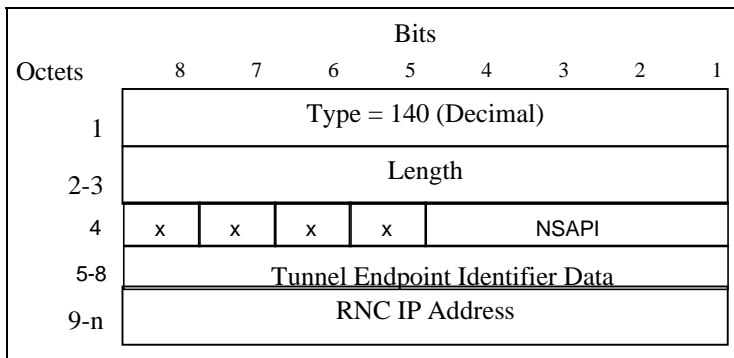 Bits
Octets 8 7 6 5 4 3 2 1
1 Type = 140 (Decimal)
2-3 Length
4 x x x x NSAPI
5-8 Tunnel Endpoint Identifier Data
9-n RNC IP Address